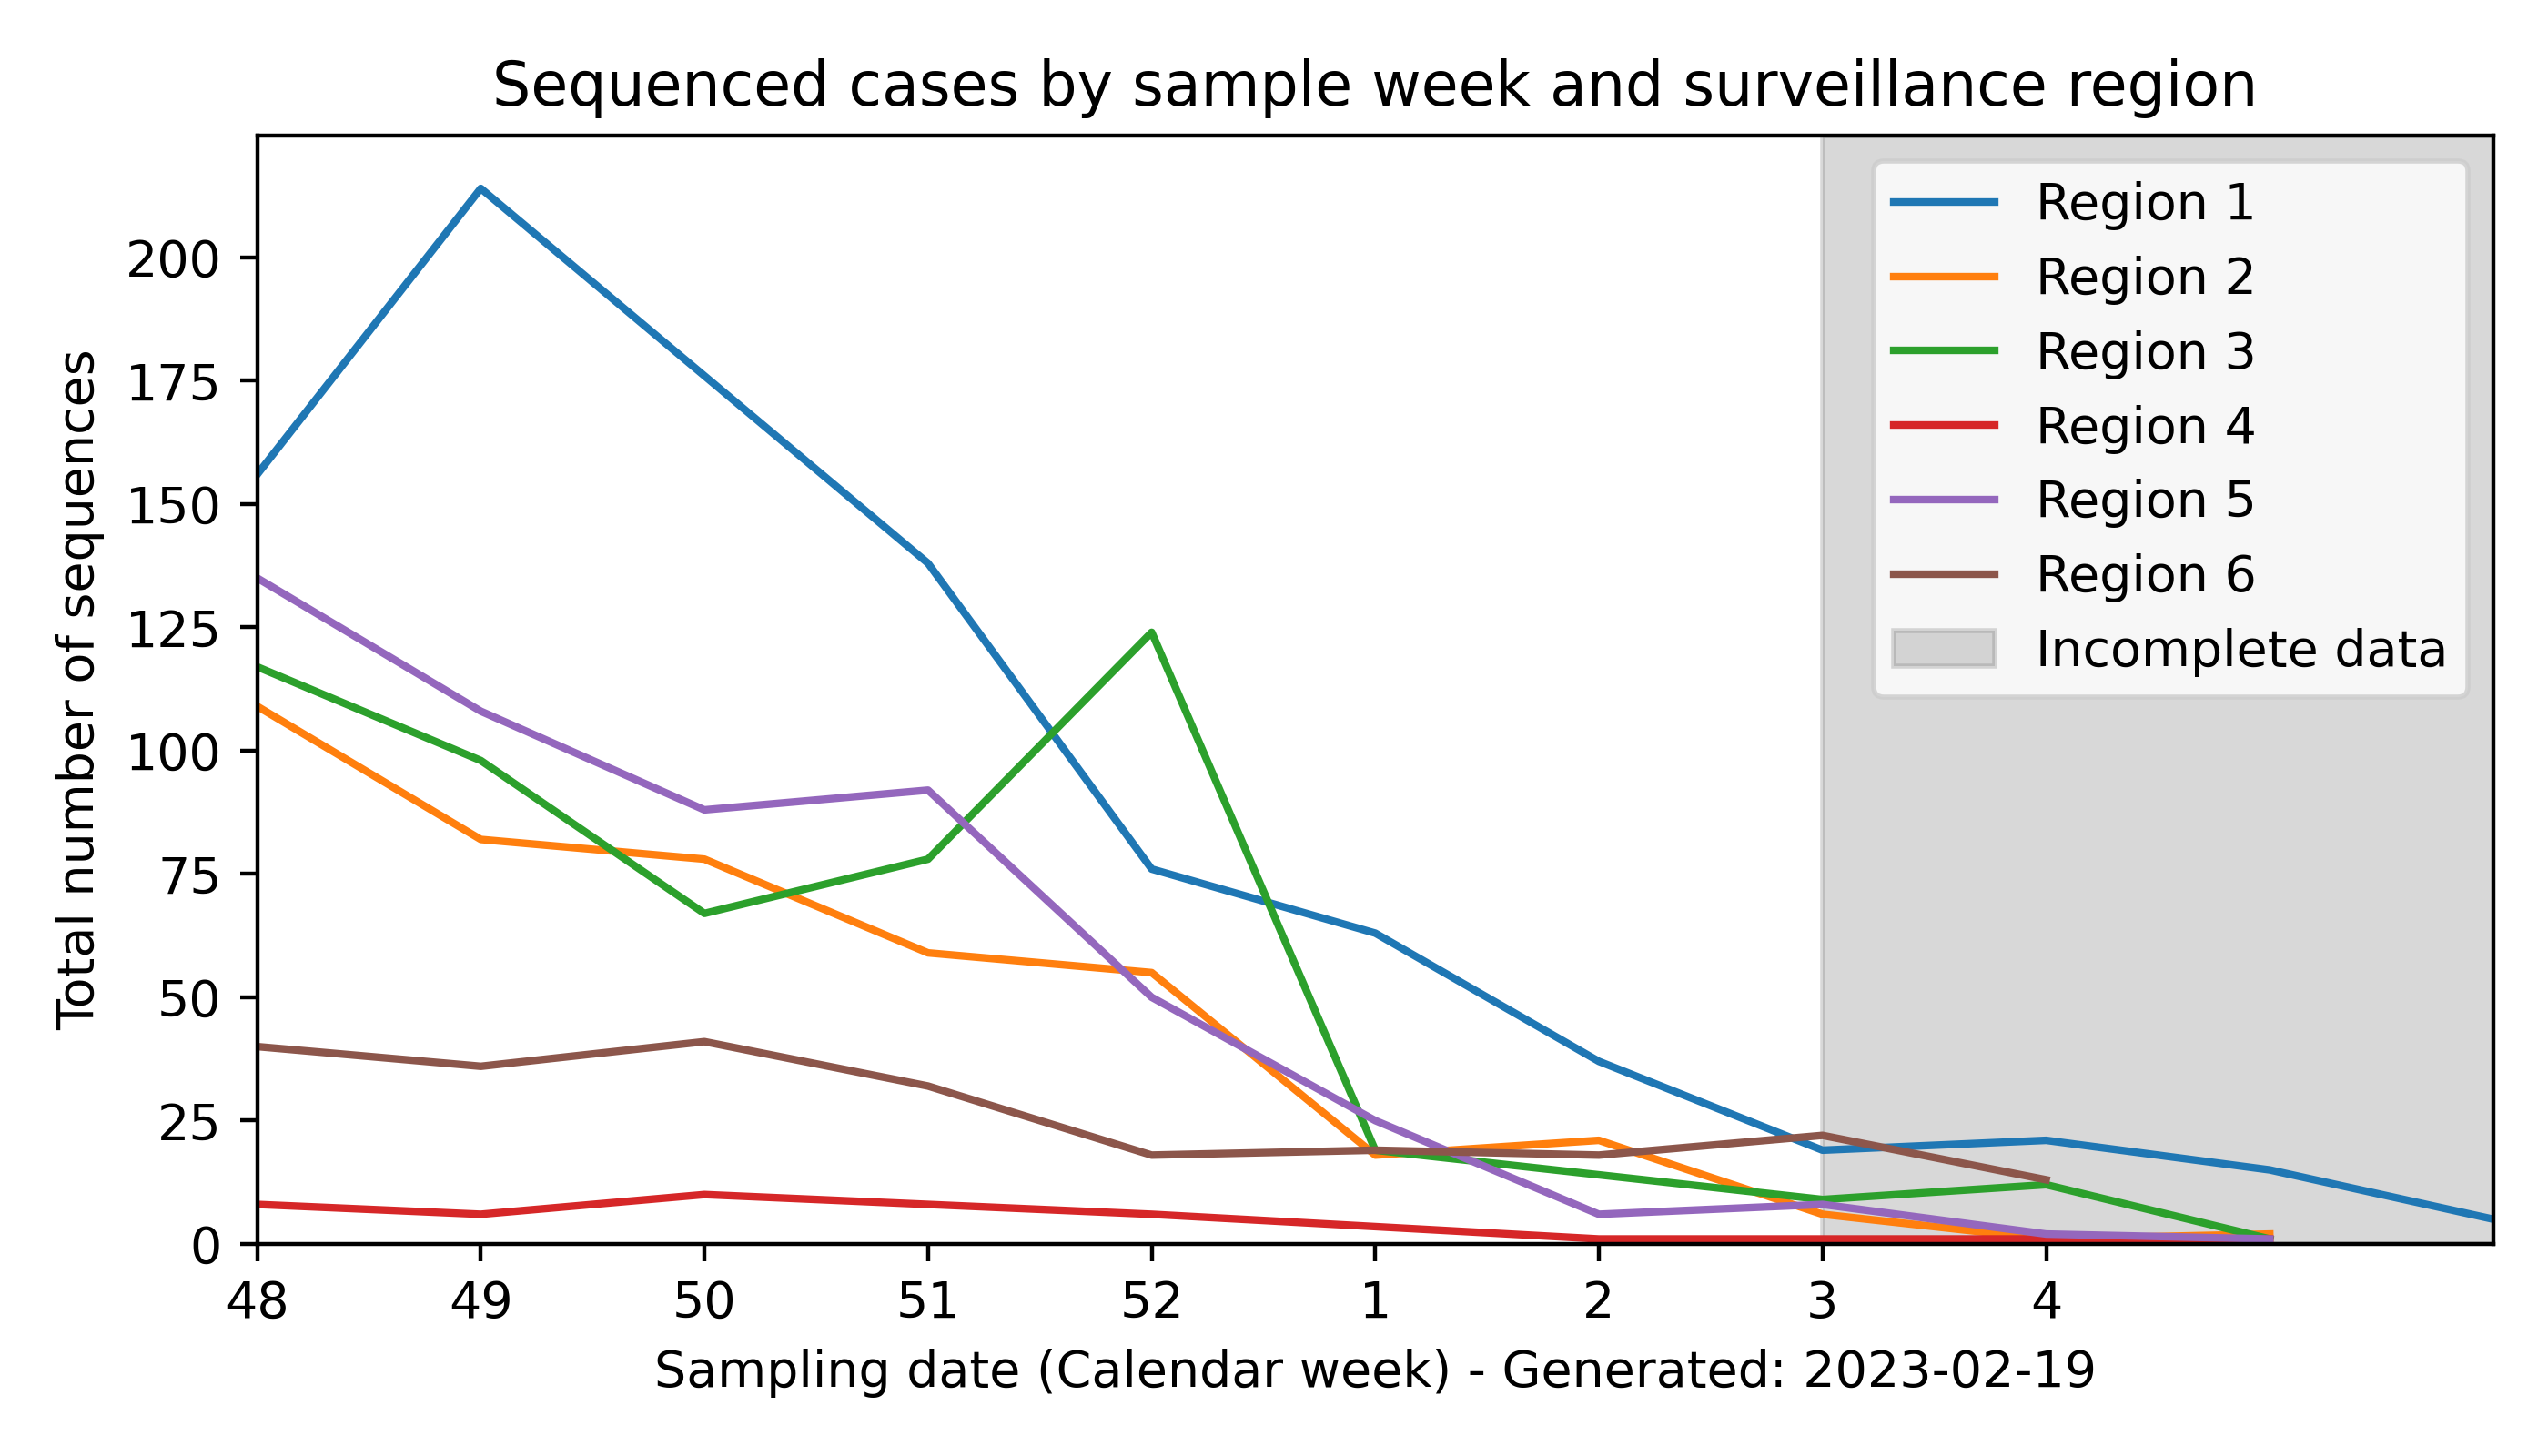 Sequenced cases by sample week and surveillance region
Total number of sequences
200
175
150
125
100
75
50
25
0
Region 1
Region 2
Region 3
Region 4
Region 5
Region 6
Incomplete data
48 49 50 51 52 1 2 3 4
Sampling date (Calendar week) - Generated: 2023-02-19